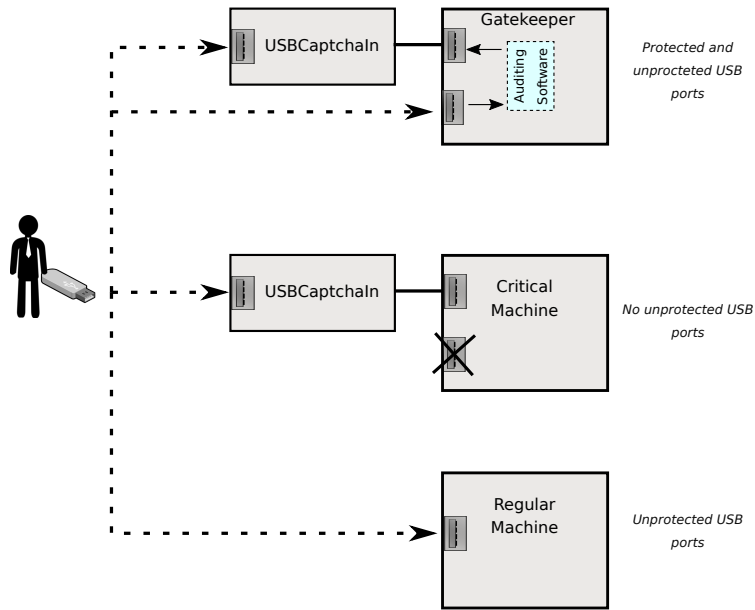 USBCaptchaIn
Gatekeeper
Auditing
Software
Protected and
unprocteted USB
ports
USBCaptchaIn
Critical
Machine
No unprotected USB
ports
Regular
Machine
Unprotected USB
ports